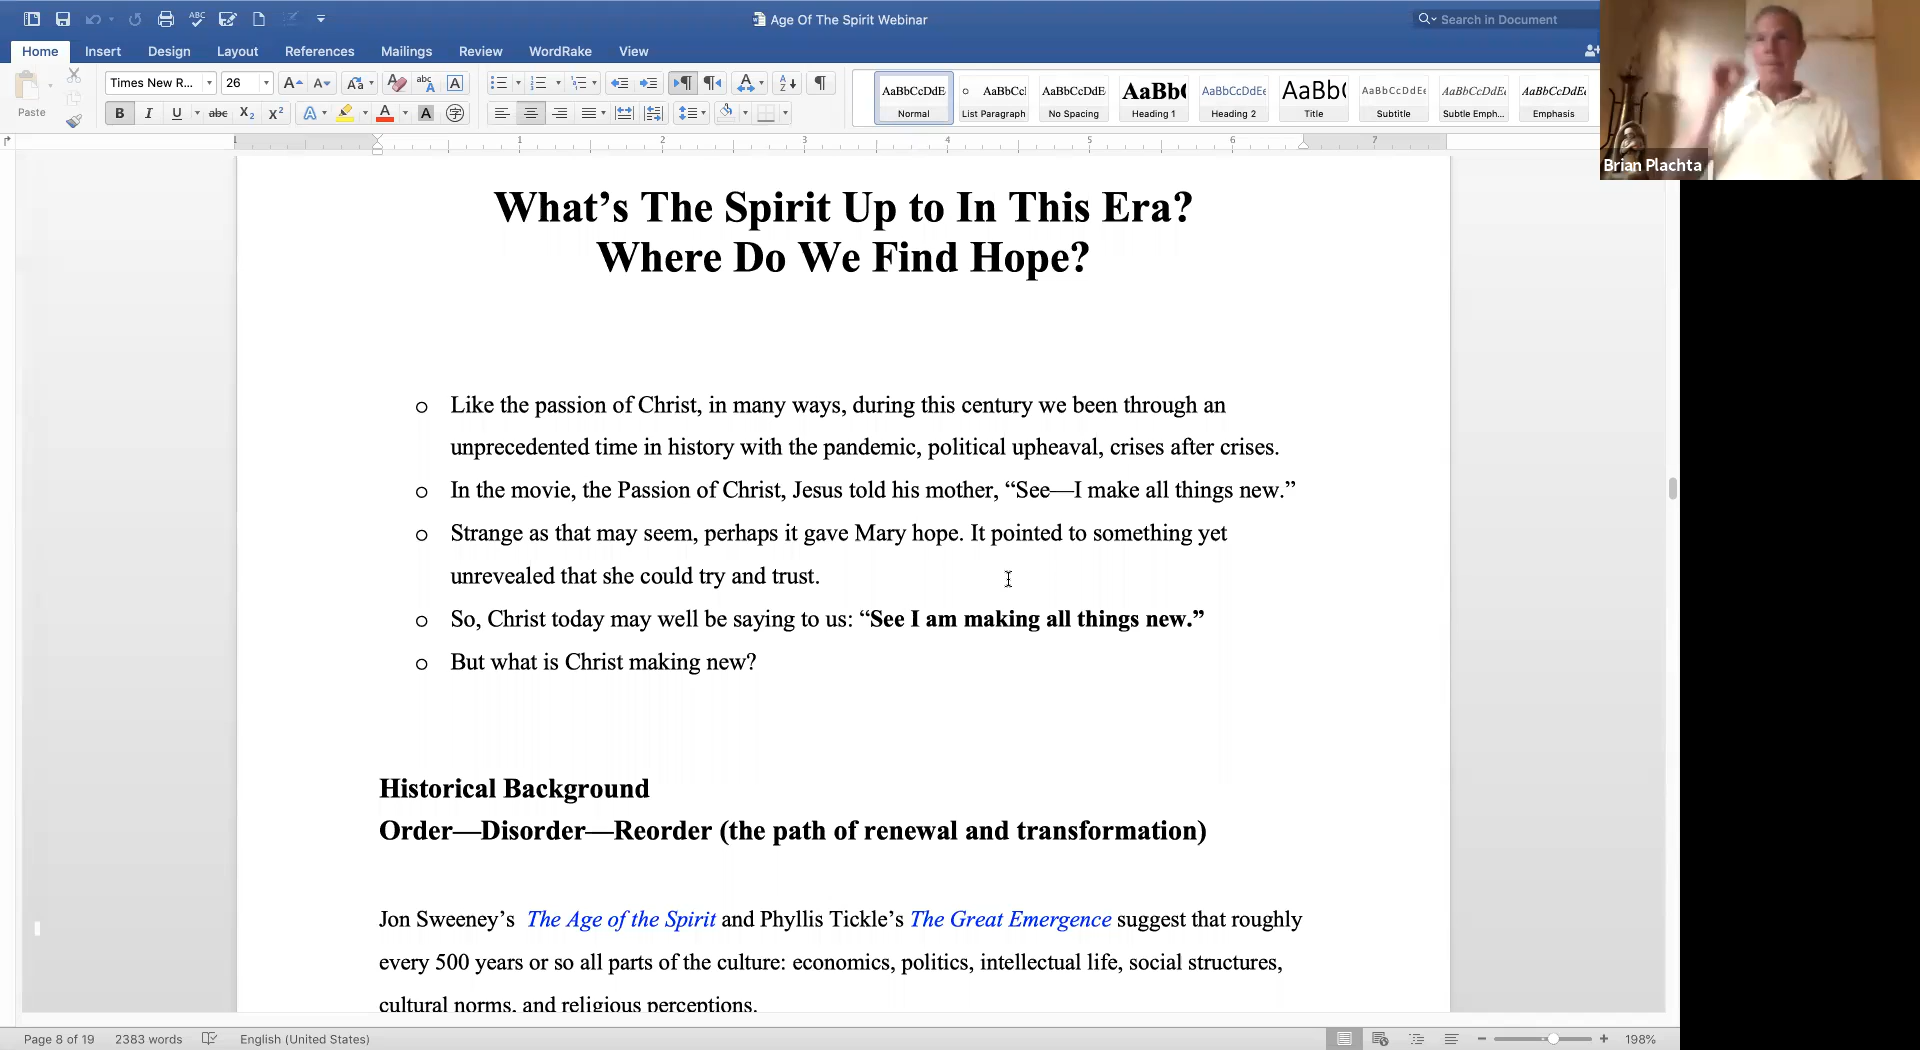 Age Of The Spirit Webinar
Search in Document
Home Insert Design Layout References Mailings Review WordRake View
Paste
Times New R... 26
AaBbCcDdE AaBbCc AaBbCcDdE AaBb AaBbCcDdEe AaBb AaBbCcDdEe AaBbCcDdEe AaBbCcDdEe
Normal List Paragraph No Spacing Heading 1 Heading 2 Title Subtitle Subtle Emph... Emphasis
Brian Plachta
1 1 2 3 4 5 6 7
What’s The Spirit Up to In This Era?
Where Do We Find Hope?
o Like the passion of Christ, in many ways, during this century we been through an
unprecedented time in history with the pandemic, political upheaval, crises after crises.
o In the movie, the Passion of Christ, Jesus told his mother, “See—I make all things new.”
o Strange as that may seem, perhaps it gave Mary hope. It pointed to something yet
unrevealed that she could try and trust.
o So, Christ today may well be saying to us: “See I am making all things new.”
o But what is Christ making new?
Historical Background
Order—Disorder—Reorder (the path of renewal and transformation)
Jon Sweeney’s The Age of the Spirit and Phyllis Tickle’s The Great Emergence suggest that roughly
every 500 years or so all parts of the culture: economics, politics, intellectual life, social structures,
cultural norms, and religious perceptions.
Page 8 of 19 2383 words English (United States) 198%